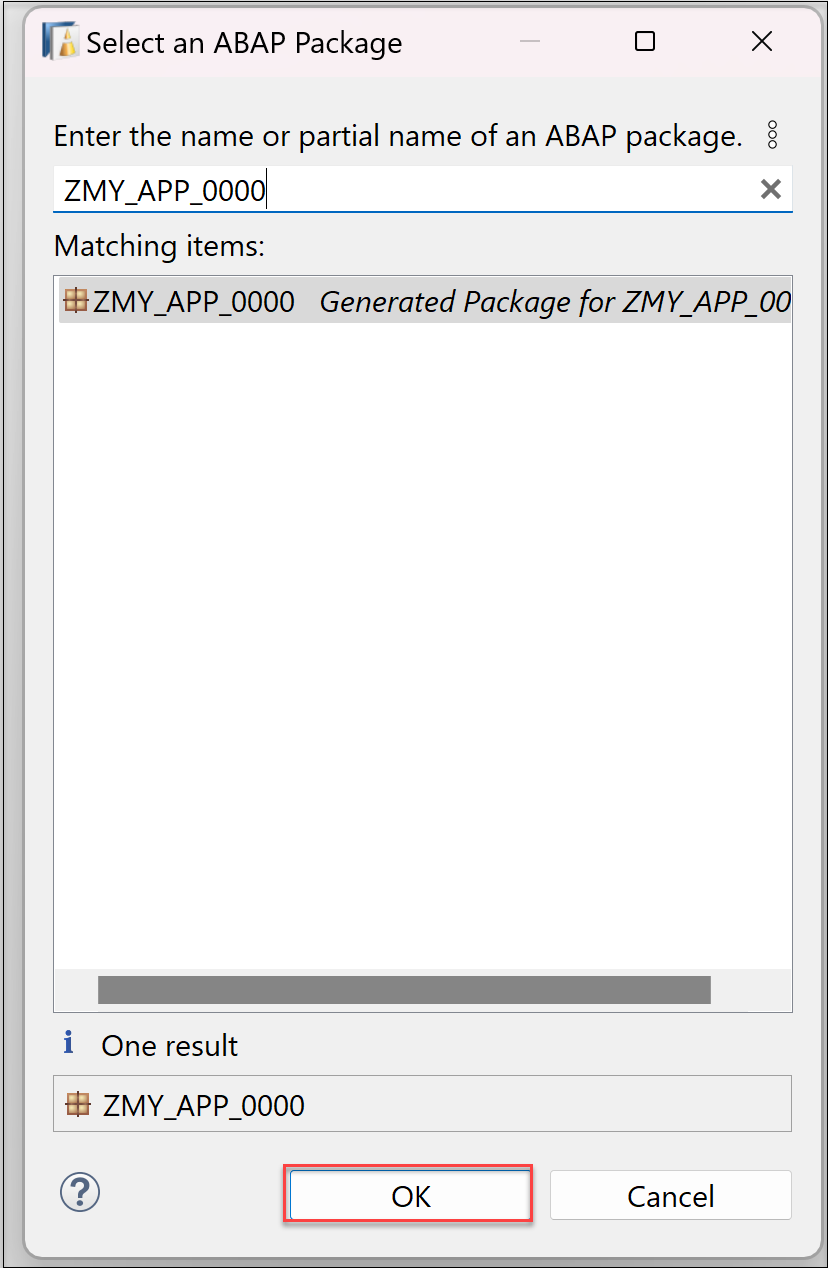 Select an ABAP Package
Enter the name or partial name of an ABAP package.
ZMY_APP_0000
Matching items:
ZMY_APP_0000 Generated Package for ZMY_APP_00
One result
ZMY_APP_0000
OK Cancel